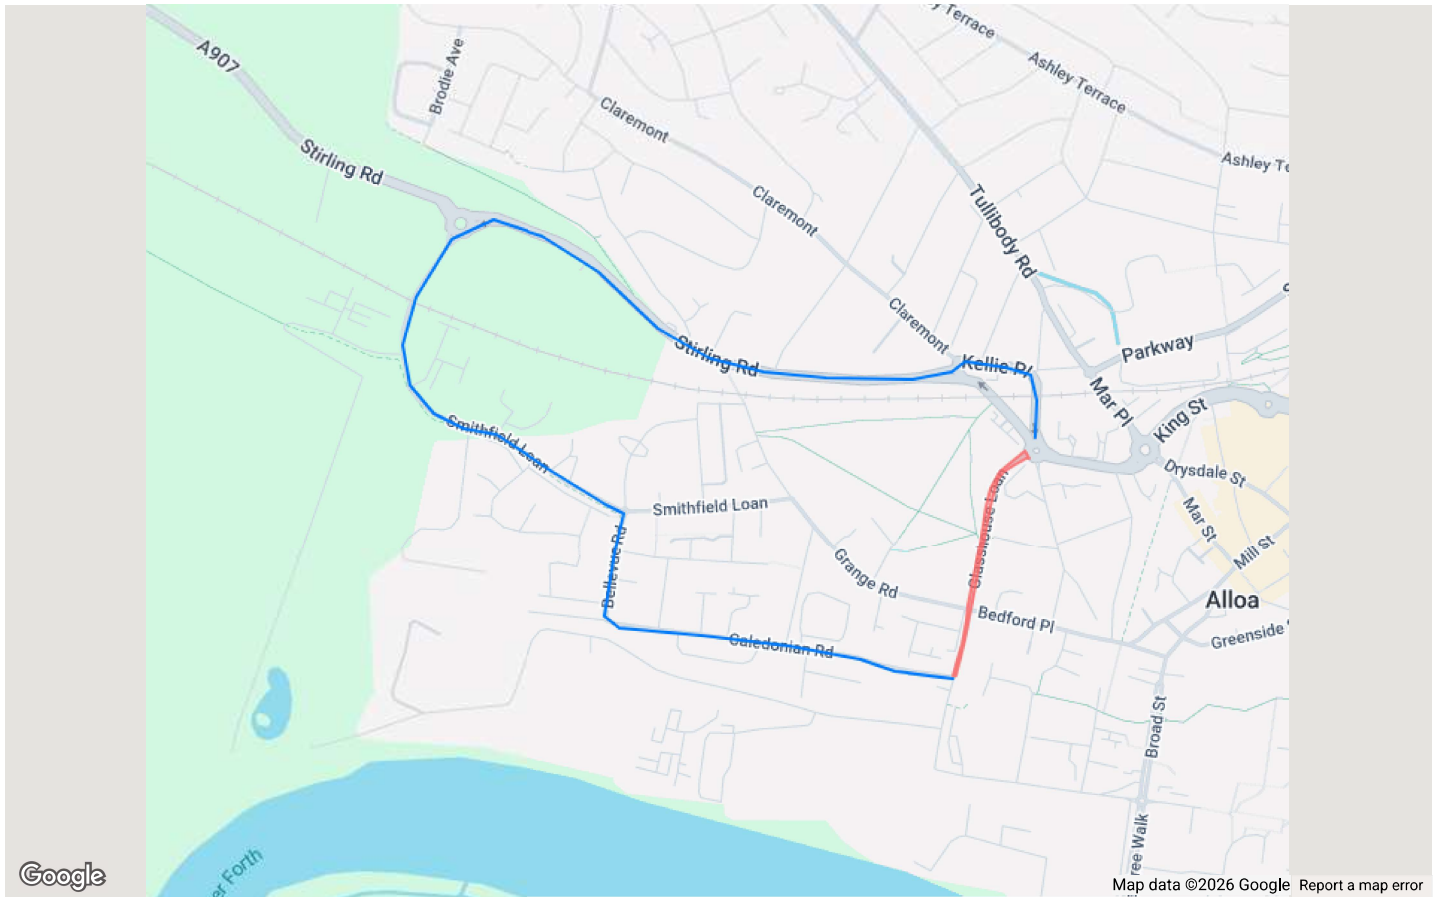 Terrace
Ashley Terrace
Ashley Te
A907
Brodie Ave
Claremont
Stirling Rd
Claremont
Tullibody Rd
Claremont
Stirling Rd
Kellie Pl
Parkway
Mar Pl
King St
Smithfield Loan
Drysdale St
Smithfield Loan
Glasshouse Loan
Mar St
Mill St
Bellevue Rd
Grange Rd
Bedford Pl
Alloa
Greenside
Caledonian Rd
Broad St
ree Walk
er Forth
Google
Map data ©2026 Google
Report a map error